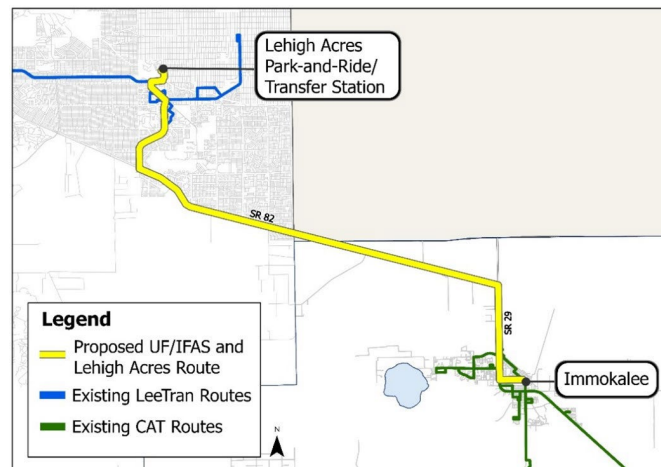 Lehigh Acres
Park-and-Ride/
Transfer Station
SR 82
SR 29
Immokalee
Legend
Proposed UF/IFAS and
Lehigh Acres Route
Existing LeeTran Routes
Existing CAT Routes
N